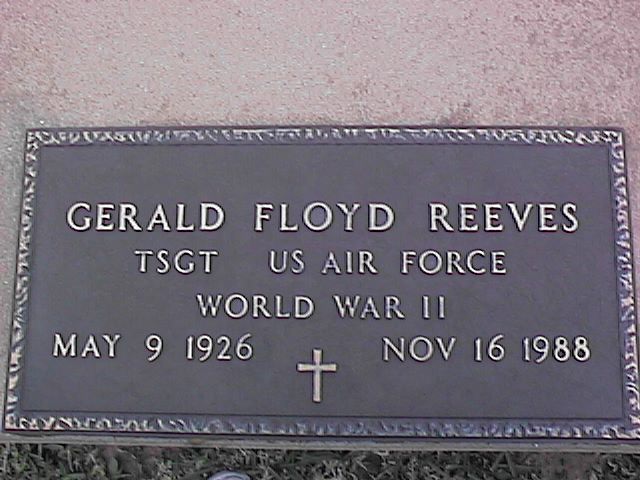 GERALD FLOYD REEVES
TSGT US AIR FORCE
WORLD WAR II
MAY 9 1926 NOV 16 1988